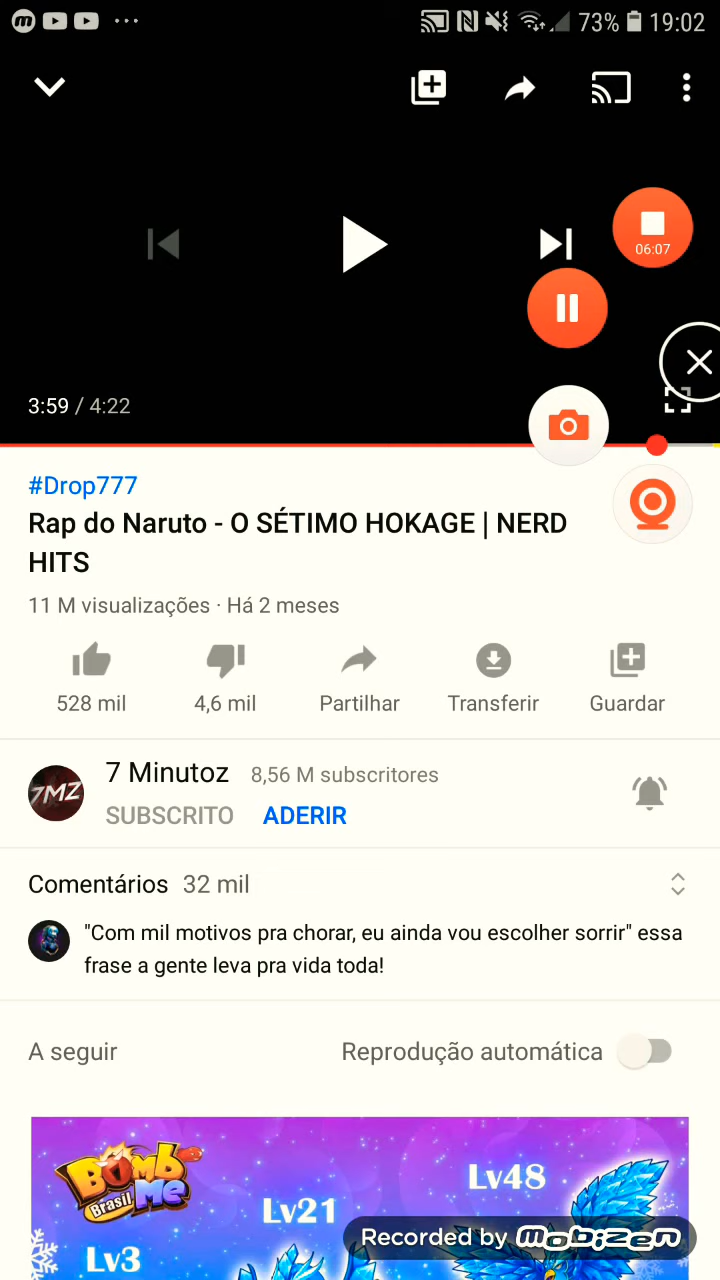 73% 19:02
06:07
3:59 / 4:22
#Drop777
Rap do Naruto - O SÉTIMO HOKAGE | NERD
HITS
11 M visualizações · Há 2 meses
528 mil 4,6 mil Partilhar Transferir Guardar
7MZ
7 Minutoz 8,56 M subscritores
SUBSCRITO ADERIR
Comentários 32 mil
"Com mil motivos pra chorar, eu ainda vou escolher sorrir" essa
frase a gente leva pra vida toda!
A seguir Reprodução automática
Bomb
Me
Brasil
Lv48
Lv21
Lv3
Recorded by mobizen